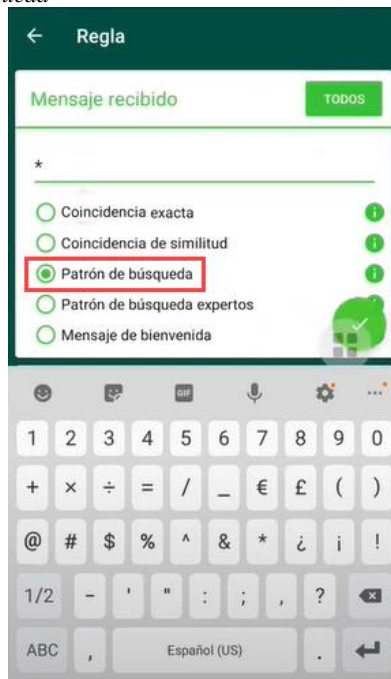 ← Regla
Mensaje recibido TODOS
*
Coincidencia exacta
Coincidencia de similitud
Patrón de búsqueda
Patrón de búsqueda expertos
Mensaje de bienvenida
GIF
1 2 3 4 5 6 7 8 9 0
+ × ÷ = / _ € £ ( )
@ # $ % ^ & * ¿ ¡ !
1/2 - ' " : ; , ?
ABC , Español (US) .